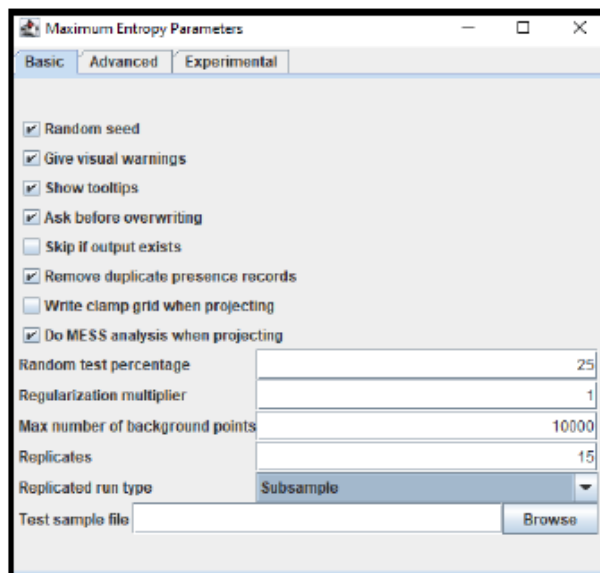 Maximum Entropy Parameters
Basic Advanced Experimental
Random seed
Give visual warnings
Show tooltips
Ask before overwriting
Skip if output exists
Remove duplicate presence records
Write clamp grid when projecting
Do MESS analysis when projecting
Random test percentage 25
Regularization multiplier 1
Max number of background points 10000
Replicates 15
Replicated run type Subsample
Test sample file Browse